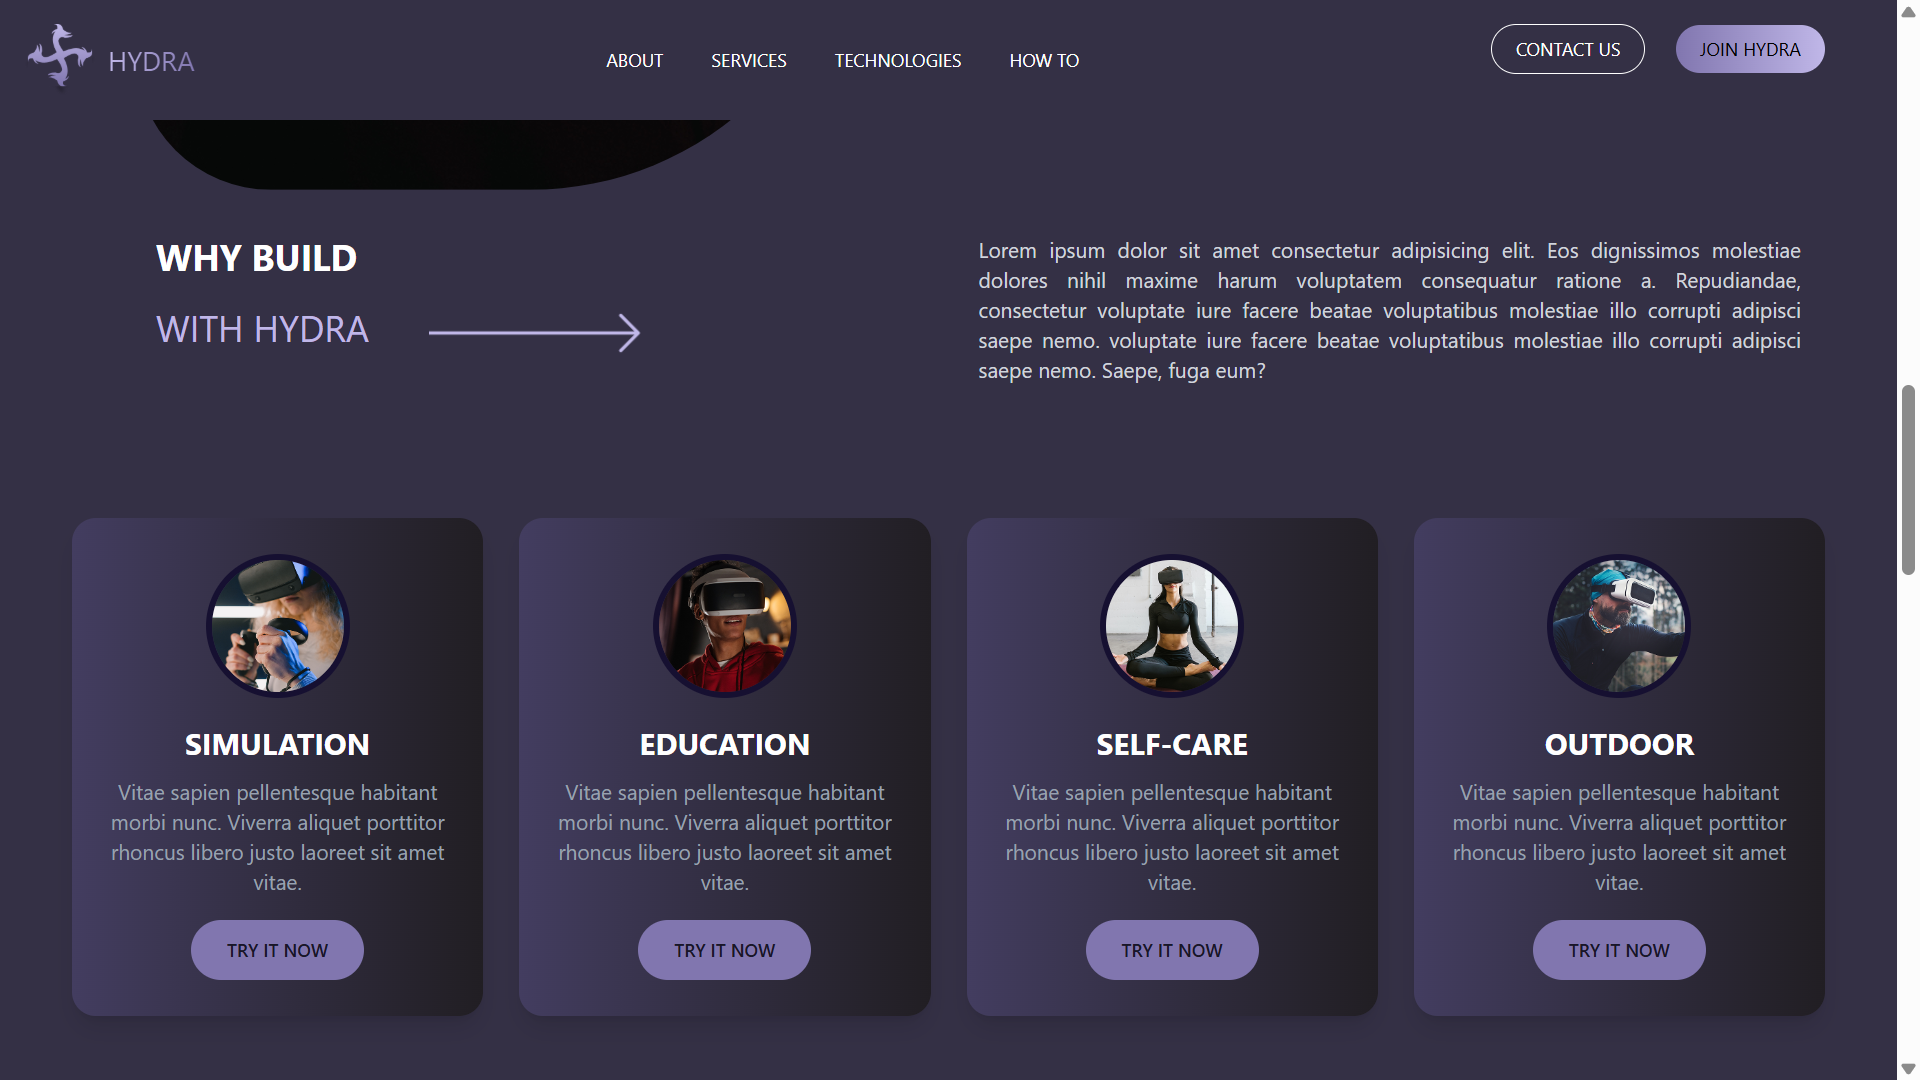 HYDRA
ABOUT
SERVICES
TECHNOLOGIES
HOW TO
CONTACT US
JOIN HYDRA
WHY BUILD
WITH HYDRA
Lorem ipsum dolor sit amet consectetur adipisicing elit. Eos dignissimos molestiae
dolores nihil maxime harum voluptatem consequatur ratione a. Repudiandae,
consectetur voluptate iure facere beatae voluptatibus molestiae illo corrupti adipisci
saepe nemo. voluptate iure facere beatae voluptatibus molestiae illo corrupti adipisci
saepe nemo. Saepe, fuga eum?
SIMULATION
Vitae sapien pellentesque habitant
morbi nunc. Viverra aliquet porttitor
rhoncus libero justo laoreet sit amet
vitae.
TRY IT NOW
EDUCATION
Vitae sapien pellentesque habitant
morbi nunc. Viverra aliquet porttitor
rhoncus libero justo laoreet sit amet
vitae.
TRY IT NOW
SELF-CARE
Vitae sapien pellentesque habitant
morbi nunc. Viverra aliquet porttitor
rhoncus libero justo laoreet sit amet
vitae.
TRY IT NOW
OUTDOOR
Vitae sapien pellentesque habitant
morbi nunc. Viverra aliquet porttitor
rhoncus libero justo laoreet sit amet
vitae.
TRY IT NOW